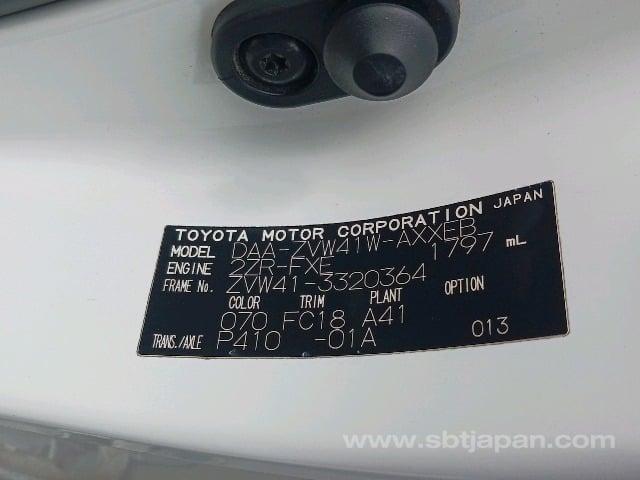 TOYOTA MOTOR CORPORATION JAPAN
MODEL DAA-ZVW41W-AXXEB
ENGINE 2ZR-FXE 1797 mL
FRAME No. ZVW41-3320364
COLOR TRIM PLANT OPTION
070 FC18 A41
TRANS./AXLE P410 -01A 013
www.sbtjapan.com